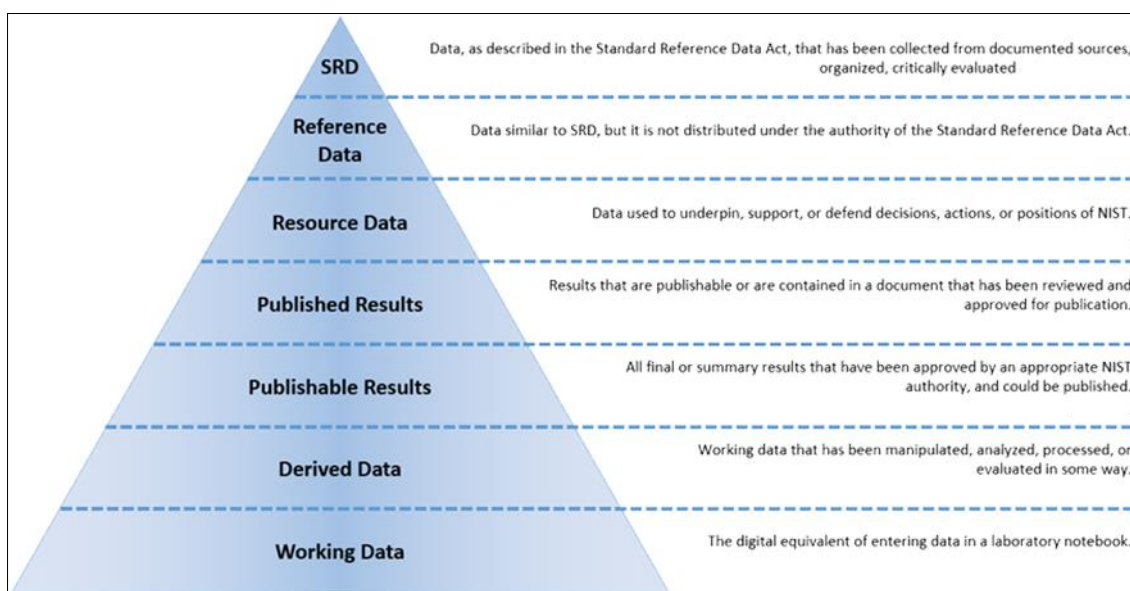 SRD
Data, as described in the Standard Reference Data Act, that has been collected from documented sources,
organized, critically evaluated
Reference
Data
Data similar to SRD, but it is not distributed under the authority of the Standard Reference Data Act.
Resource Data
Data used to underpin, support, or defend decisions, actions, or positions of NIST.
Published Results
Results that are publishable or are contained in a document that has been reviewed and
approved for publication.
Publishable Results
All final or summary results that have been approved by an appropriate NIST
authority, and could be published.
Derived Data
Working data that has been manipulated, analyzed, processed, or
evaluated in some way.
Working Data
The digital equivalent of entering data in a laboratory notebook.